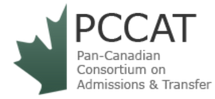 PCCAT
Pan-Canadian
Consortium on
Admissions & Transfer